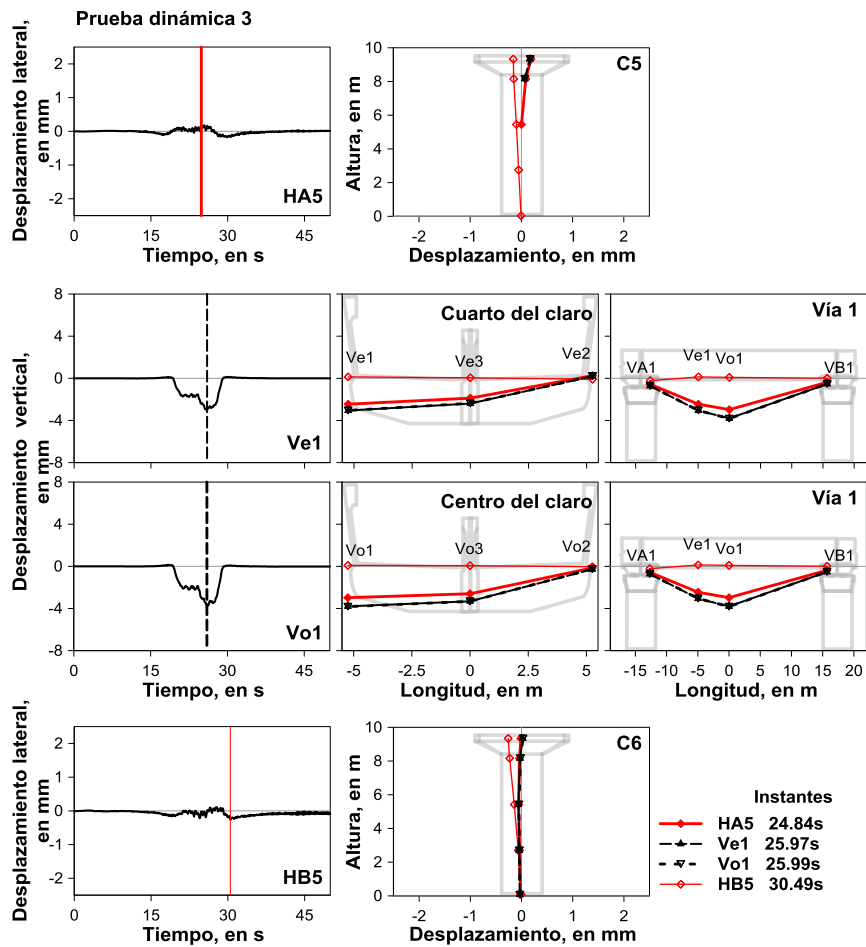 Prueba dinámica 3
Desplazamiento lateral,
en mm
2
1
0
-1
-2
HA5
0 15 30 45
Tiempo, en s
Altura, en m
10
8
6
4
2
0
C5
-2 -1 0 1 2
Desplazamiento, en mm
Desplazamiento vertical,
en mm
8
4
0
-4
-8
Ve1
Cuarto del claro
Ve1 Ve3 Ve2
Vía 1
VA1 Ve1 Vo1 VB1
en mm
8
4
0
-4
-8
Vo1
0 15 30 45
Tiempo, en s
Centro del claro
Vo1 Vo3 Vo2
-5 -2.5 0 2.5 5
Longitud, en m
Vía 1
VA1 Ve1 Vo1 VB1
-15 -10 -5 0 5 10 15 20
Longitud, en m
Desplazamiento lateral,
en mm
2
1
0
-1
-2
HB5
0 15 30 45
Tiempo, en s
Altura, en m
10
8
6
4
2
0
C6
-2 -1 0 1 2
Desplazamiento, en mm
Instantes
HA5 24.84s
Ve1 25.97s
Vo1 25.99s
HB5 30.49s